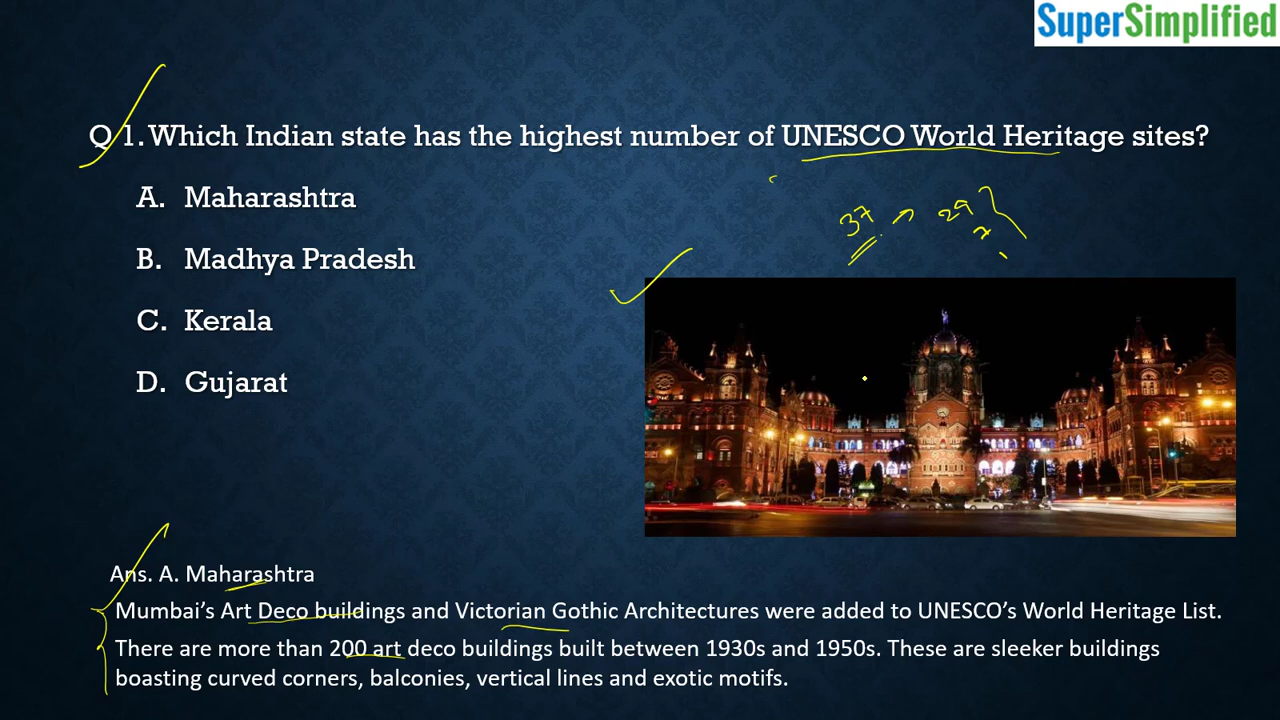 SuperSimplified
Q 1. Which Indian state has the highest number of UNESCO World Heritage sites?
A. Maharashtra
B. Madhya Pradesh
C. Kerala
D. Gujarat
37 → 29
7
Ans. A. Maharashtra
Mumbai’s Art Deco buildings and Victorian Gothic Architectures were added to UNESCO’s World Heritage List.
There are more than 200 art deco buildings built between 1930s and 1950s. These are sleeker buildings
boasting curved corners, balconies, vertical lines and exotic motifs.